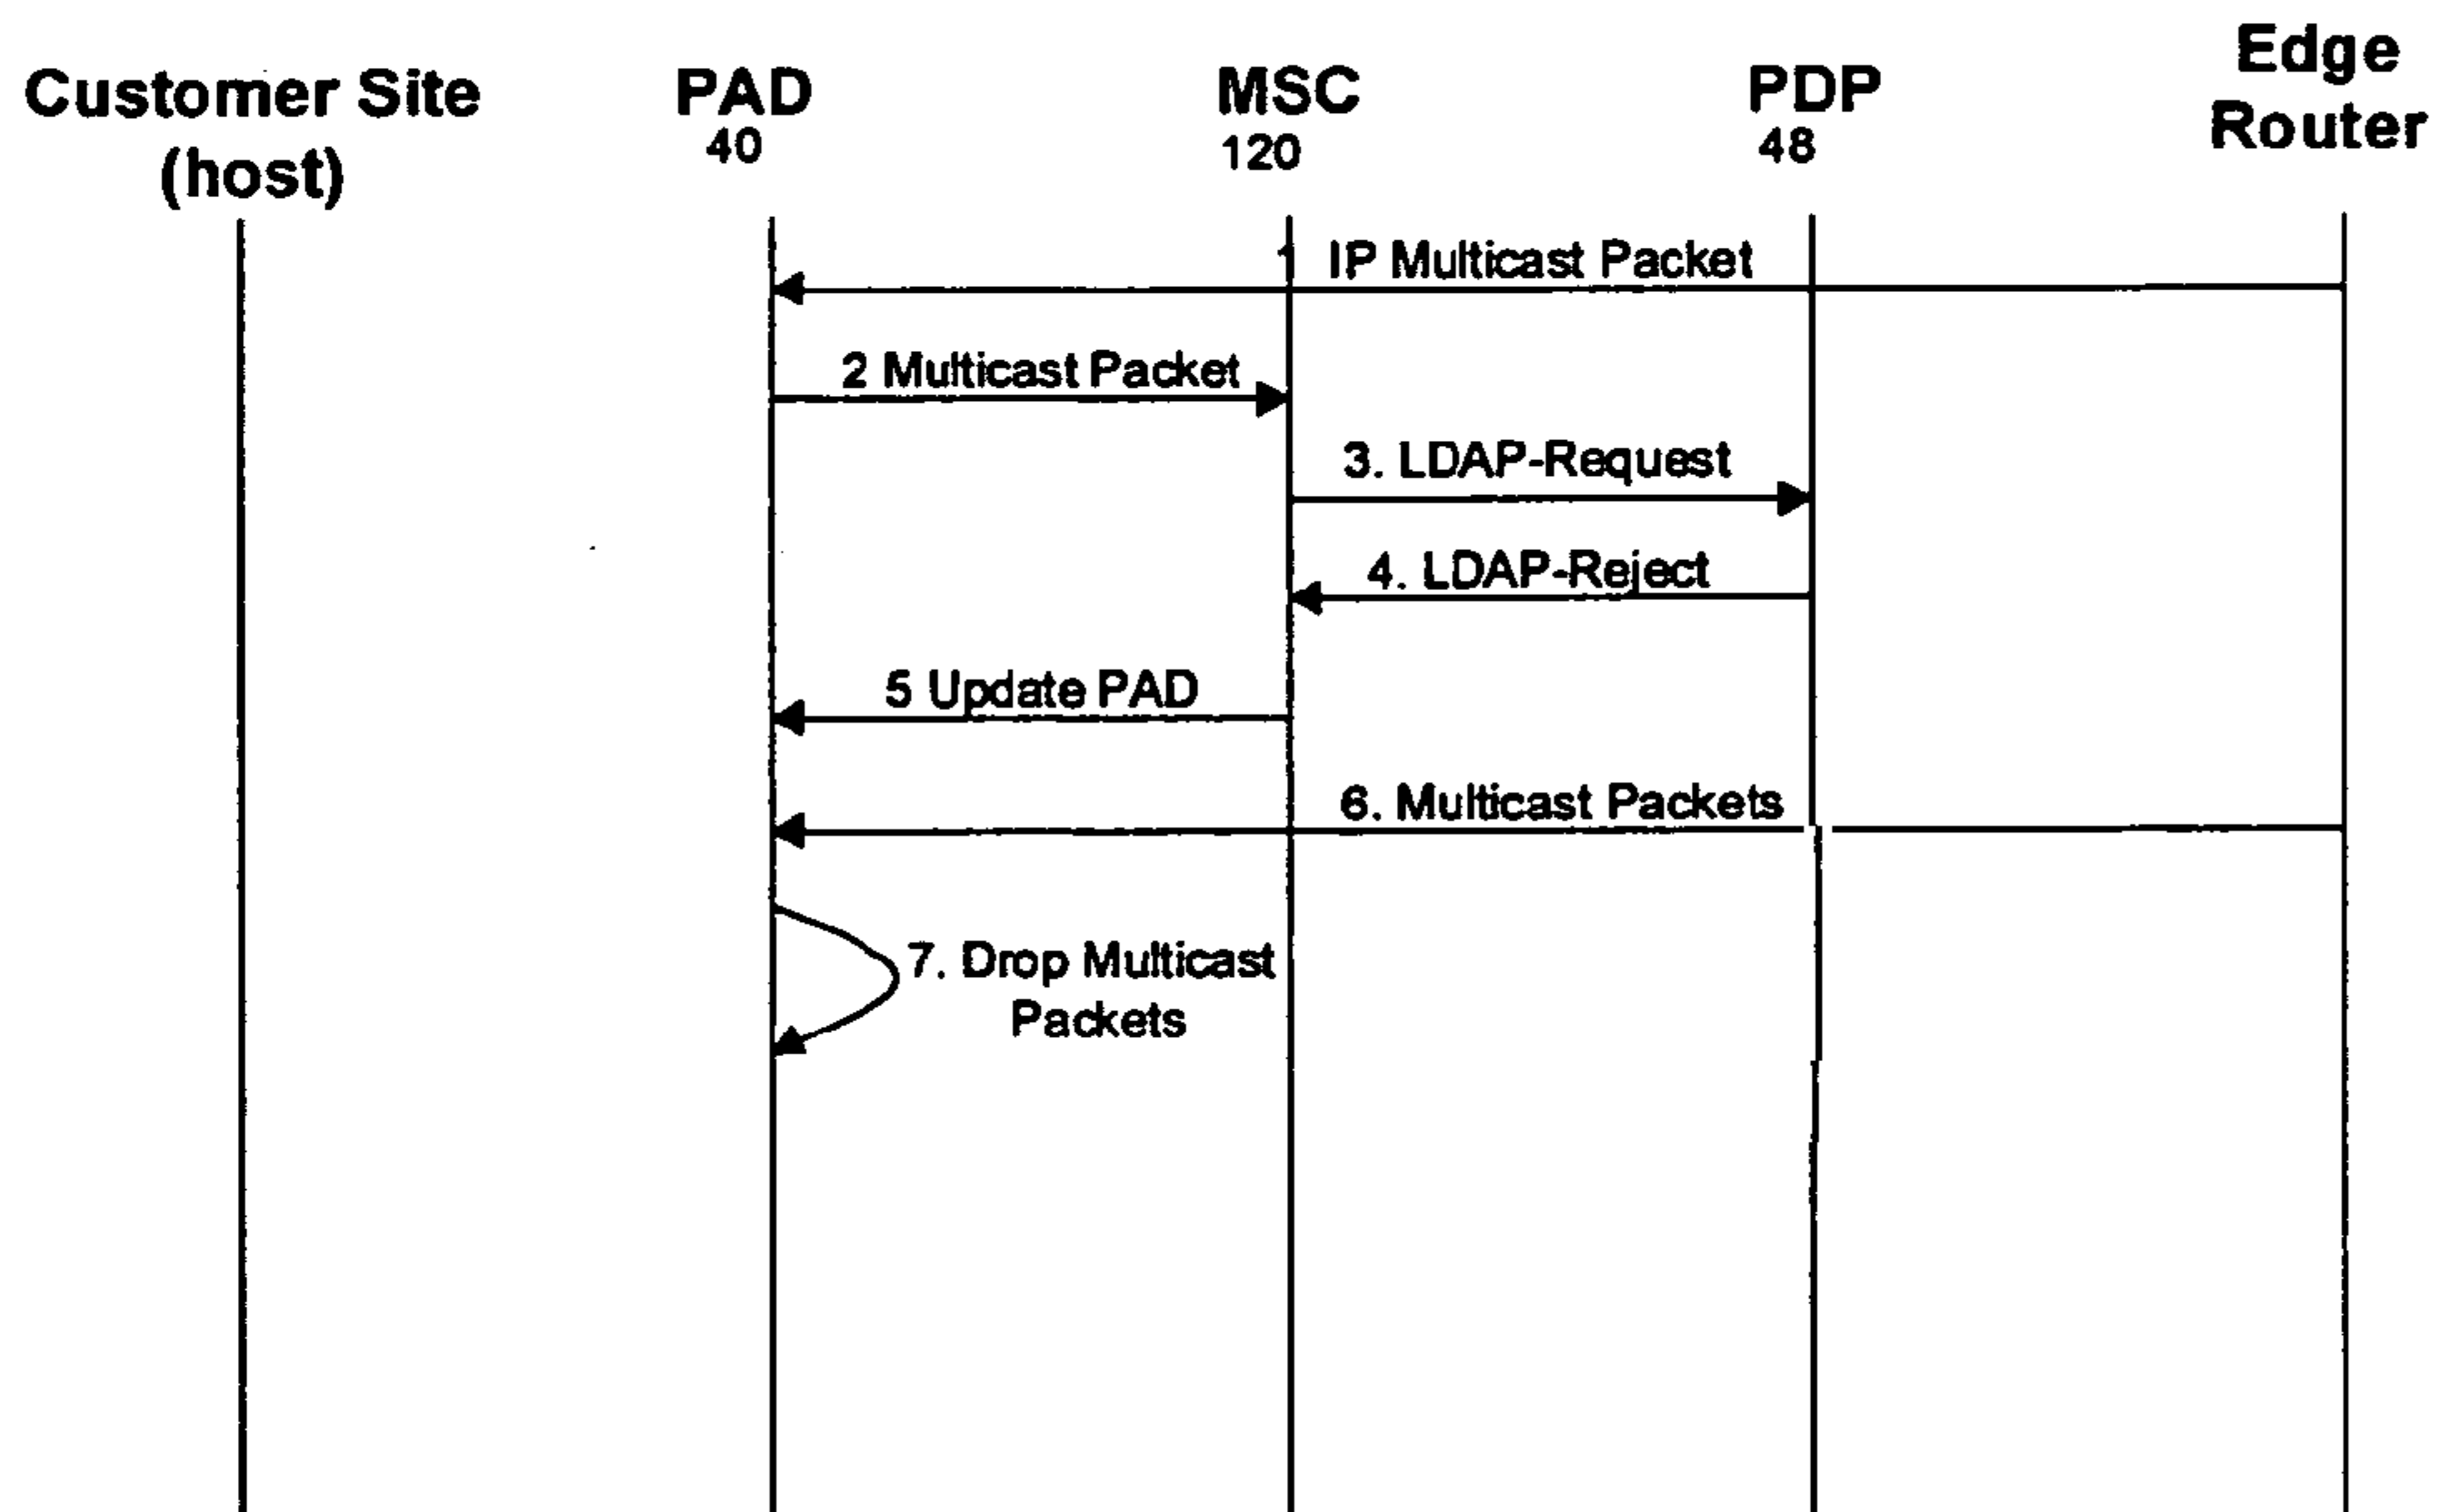 Customer Site
(host)
PAD
40
MSC
120
PDP
48
Edge
Router
1 IP Multicast Packet
2 Multicast Packet
3. LDAP-Request
4. LDAP-Reject
5 Update PAD
6. Multicast Packets
7. Drop Multicast
Packets